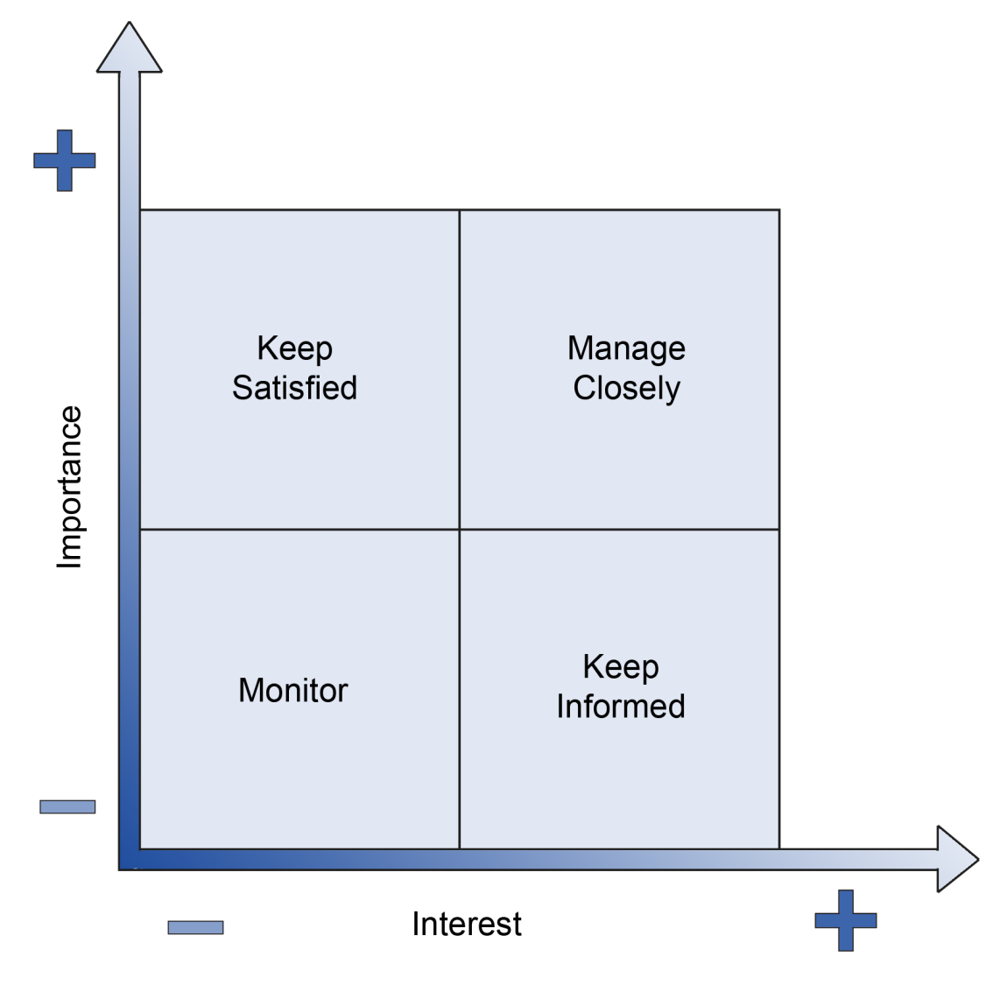 Keep
Satisfied
Manage
Closely
Importance
Monitor
Keep
Informed
Interest